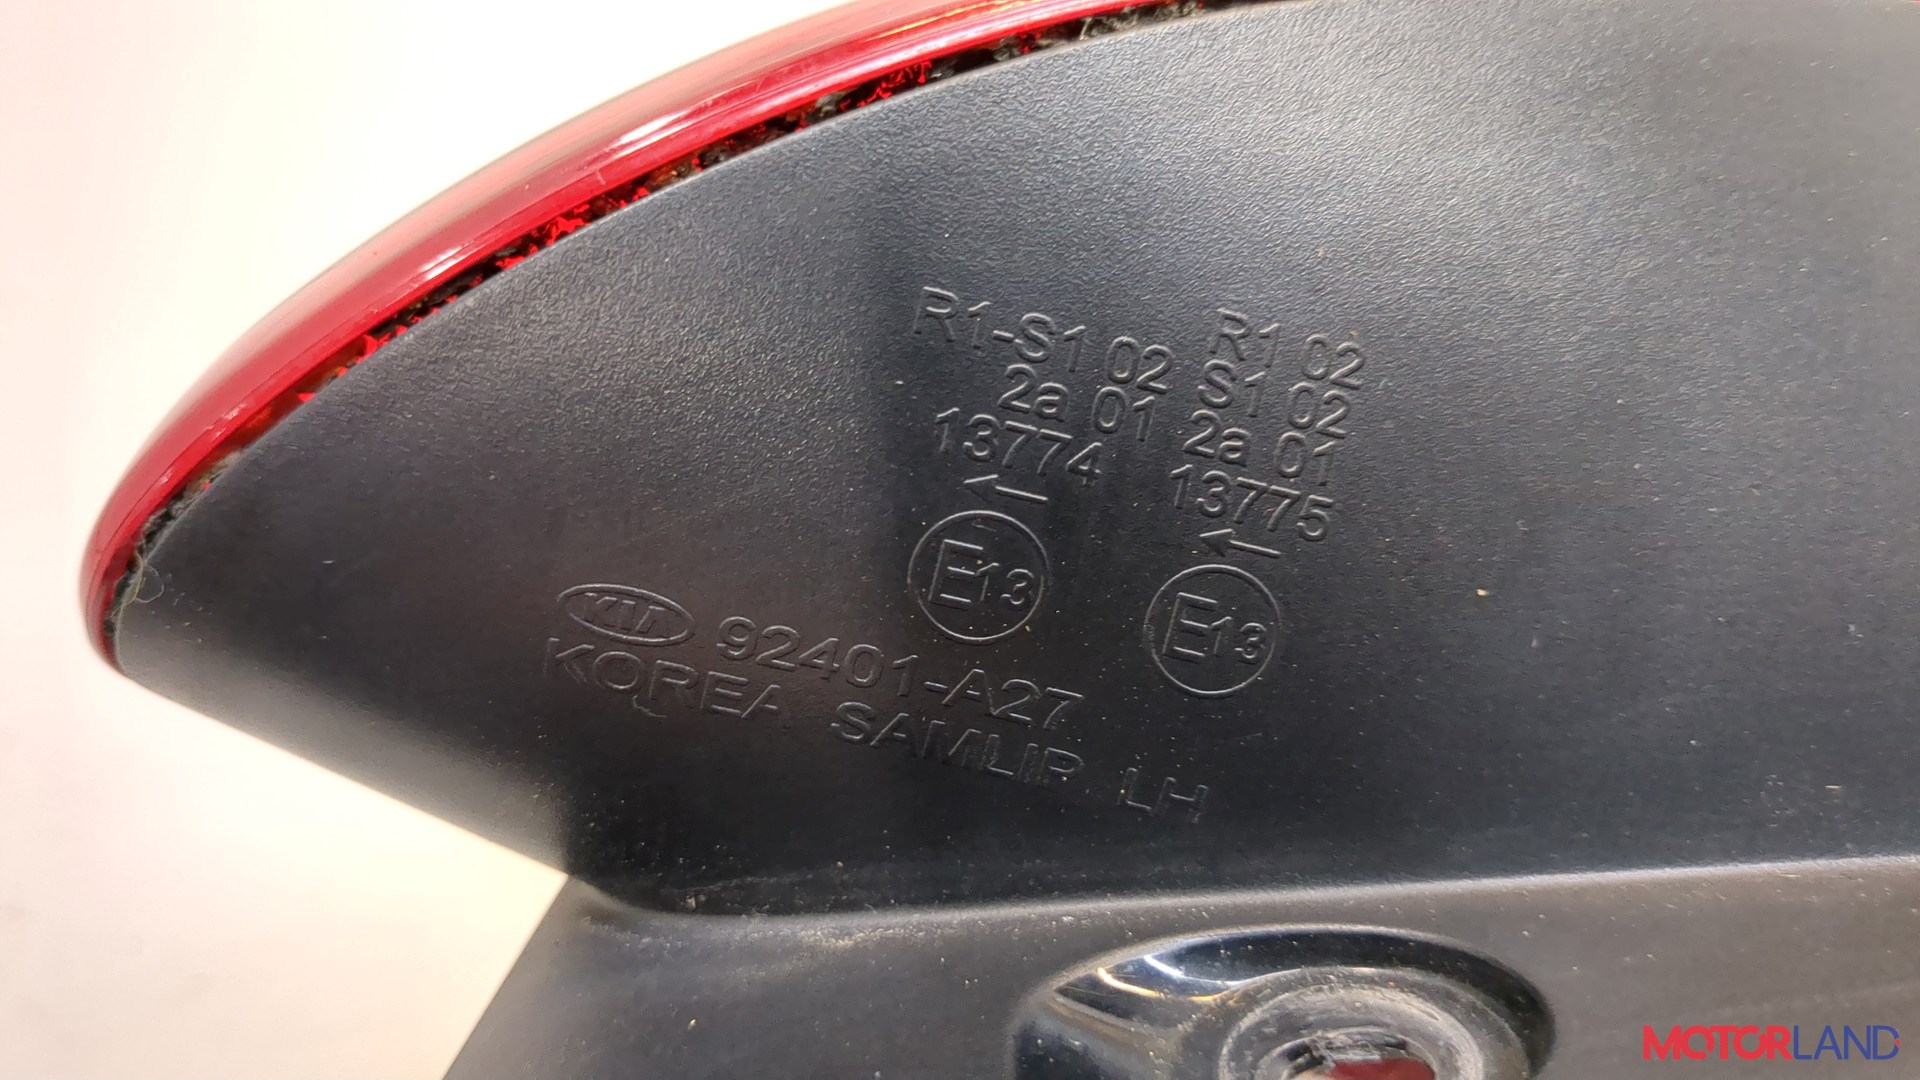 R1-S1 02
2a 01
13774
←
E13
R1 02
S1 02
2a 01
13775
←
E13
KIA 92401-A27
KOREA SAMLIP LH
MOTORLAND